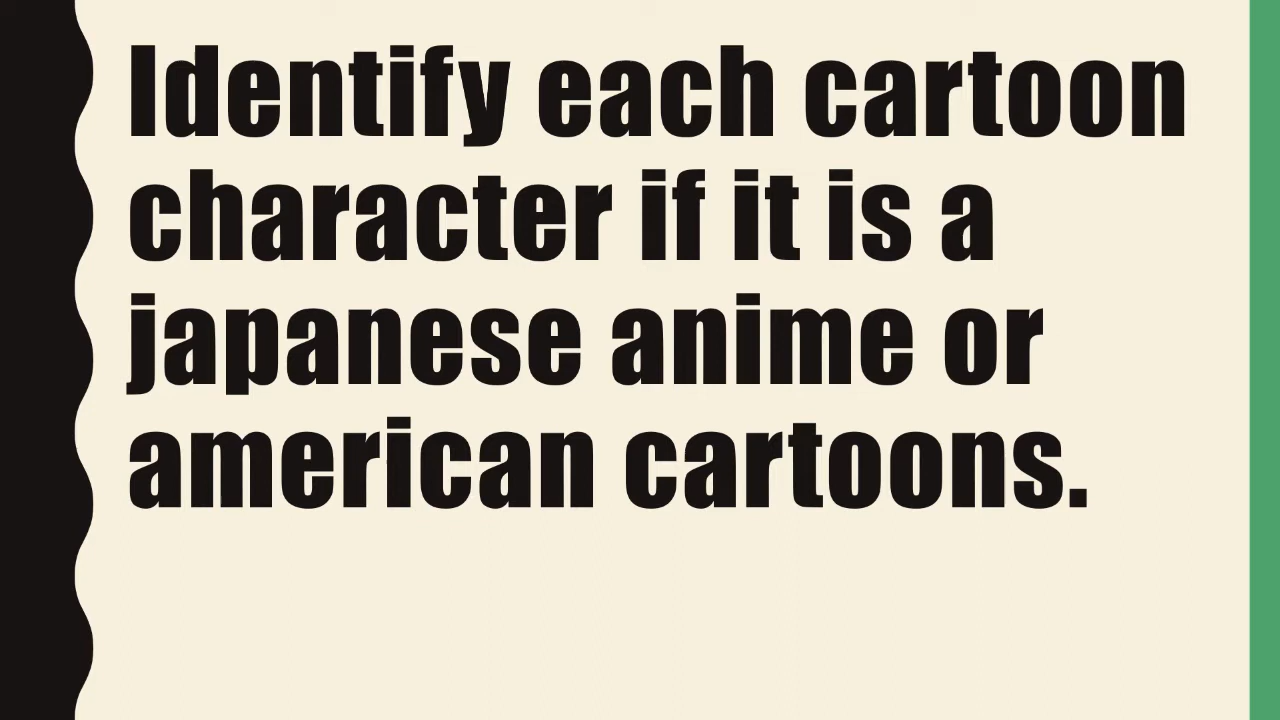 Identify each cartoon
character if it is a
japanese anime or
american cartoons.